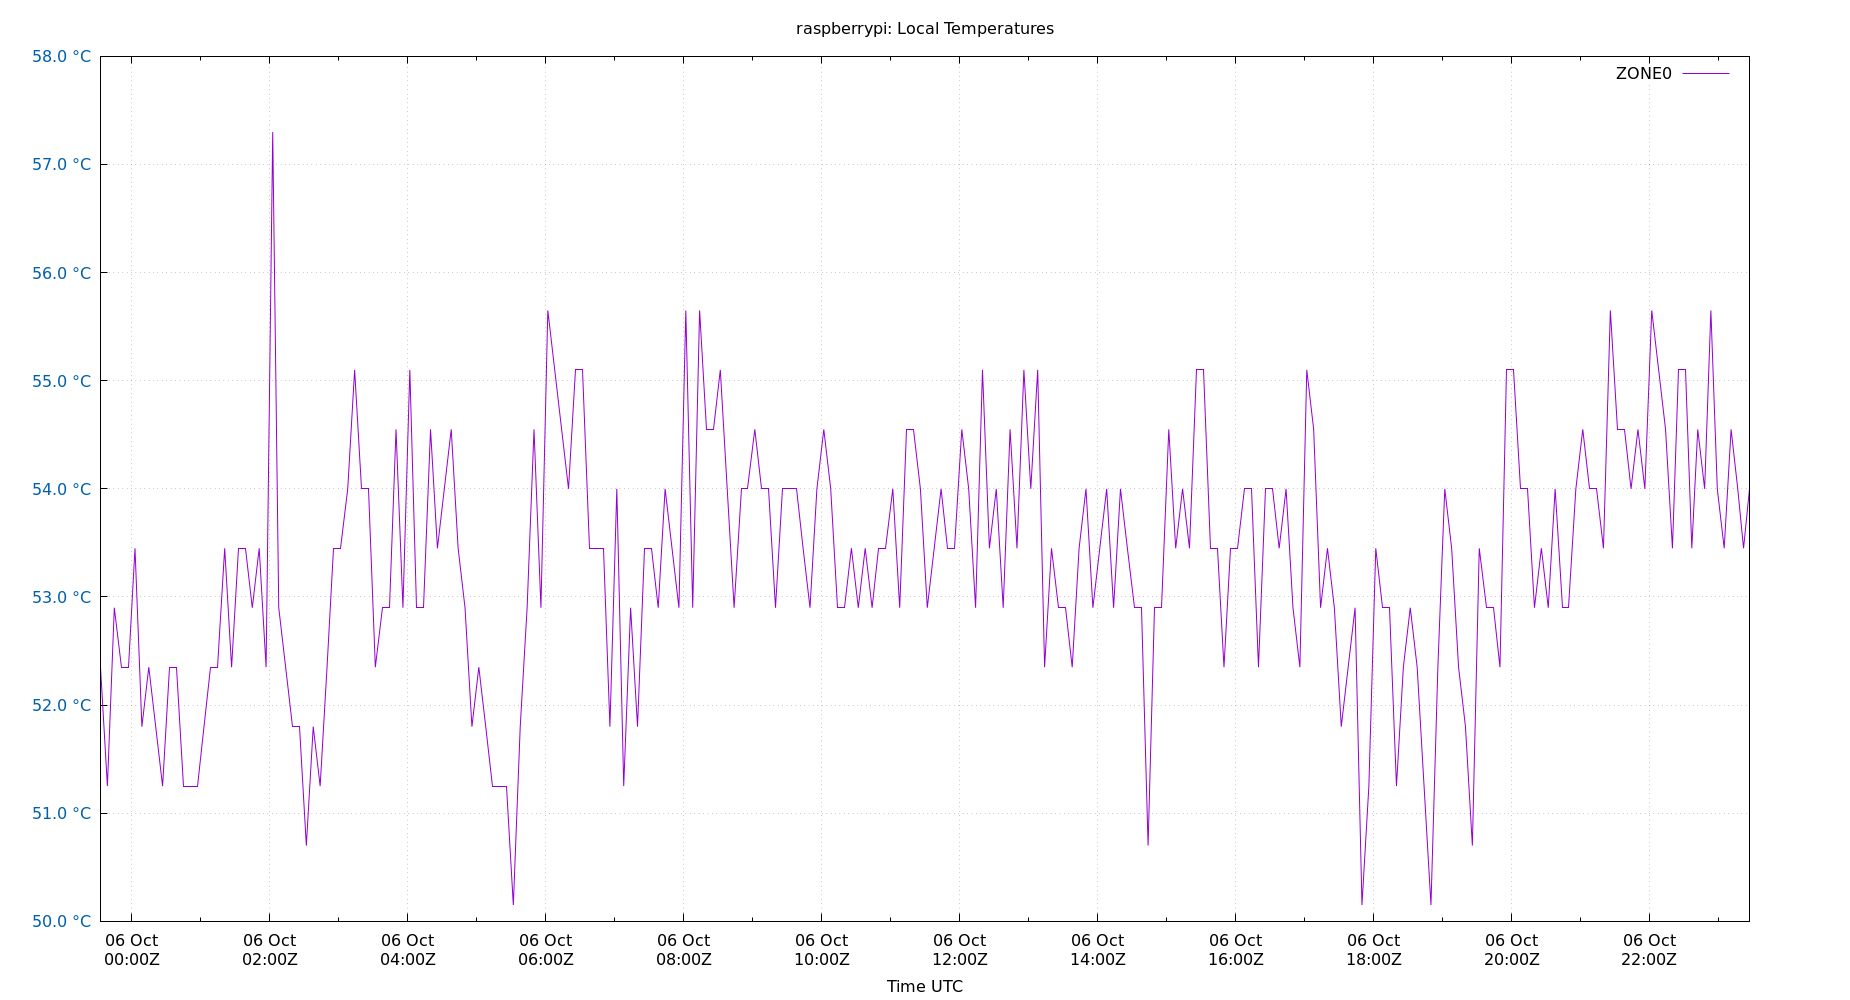 raspberrypi: Local Temperatures
58.0 °C
ZONE0
57.0 °C
56.0 °C
55.0 °C
54.0 °C
53.0 °C
52.0 °C
51.0 °C
50.0 °C
06 Oct 06 Oct 06 Oct 06 Oct 06 Oct 06 Oct 06 Oct 06 Oct 06 Oct 06 Oct 06 Oct 06 Oct
00:00Z 02:00Z 04:00Z 06:00Z 08:00Z 10:00Z 12:00Z 14:00Z 16:00Z 18:00Z 20:00Z 22:00Z
Time UTC